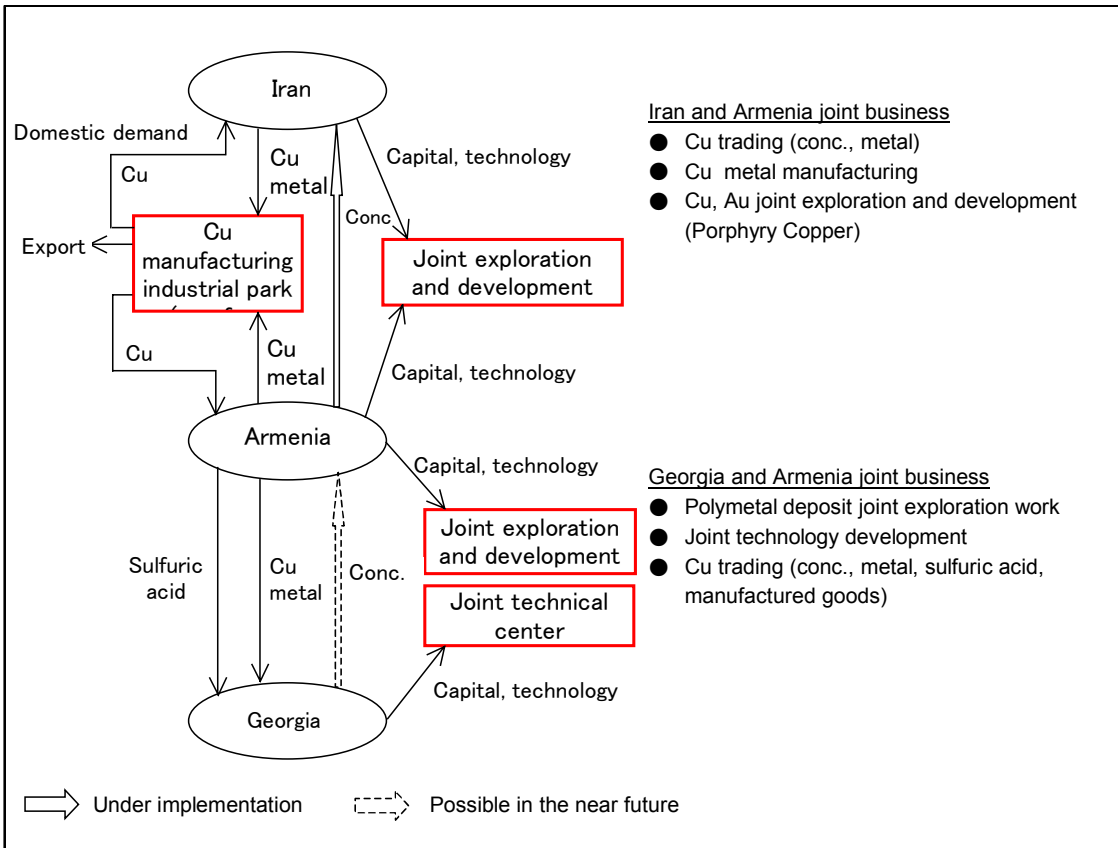 Iran
Domestic demand
Cu
Cu
metal
Capital, technology
Conc
Export
Cu
manufacturing
industrial park
Joint exploration
and development
Cu
Cu
metal
Capital, technology
Armenia
Capital, technology
Joint exploration
and development
Sulfuric
acid
Cu
metal
Conc.
Joint technical
center
Capital, technology
Georgia
Iran and Armenia joint business
● Cu trading (conc., metal)
● Cu metal manufacturing
● Cu, Au joint exploration and development
(Porphyry Copper)
Georgia and Armenia joint business
● Polymetal deposit joint exploration work
● Joint technology development
● Cu trading (conc., metal, sulfuric acid,
manufactured goods)
Under implementation
Possible in the near future